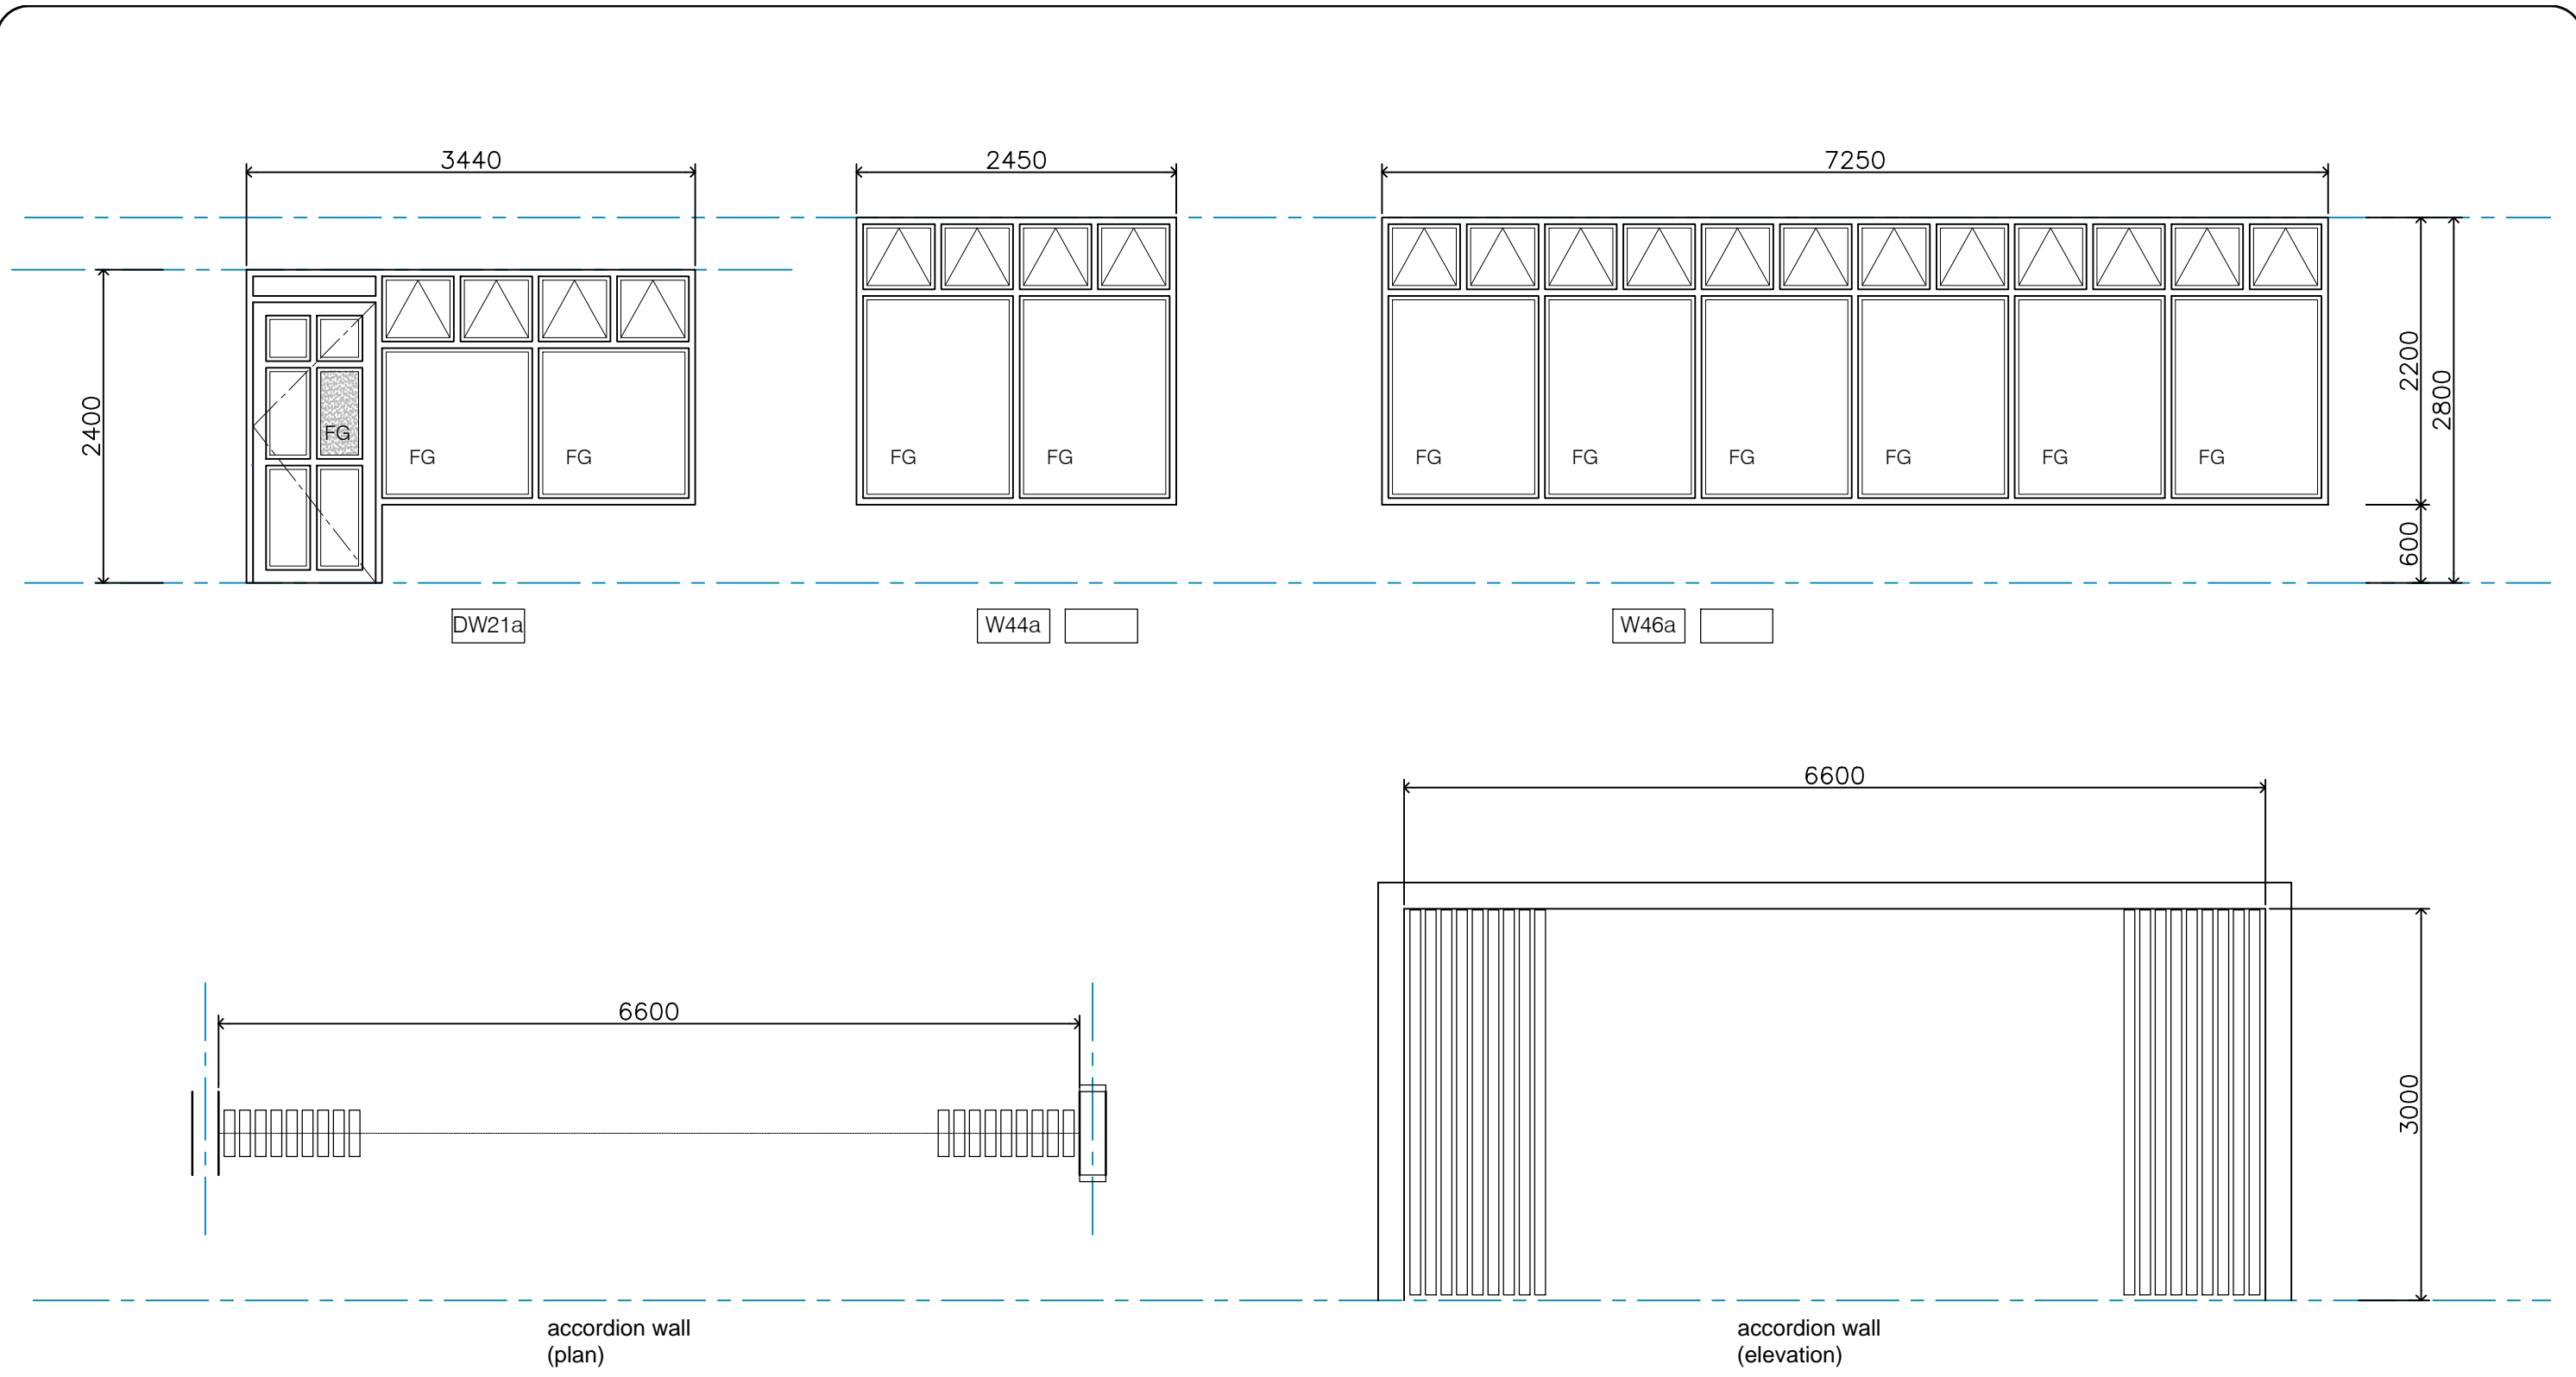 3440
2450
7250
2400
2200
2800
600
FG
FG
FG
FG
FG
FG
FG
FG
FG
FG
FG
DW21a
W44a
W46a
6600
6600
3000
accordion wall
(plan)
accordion wall
(elevation)